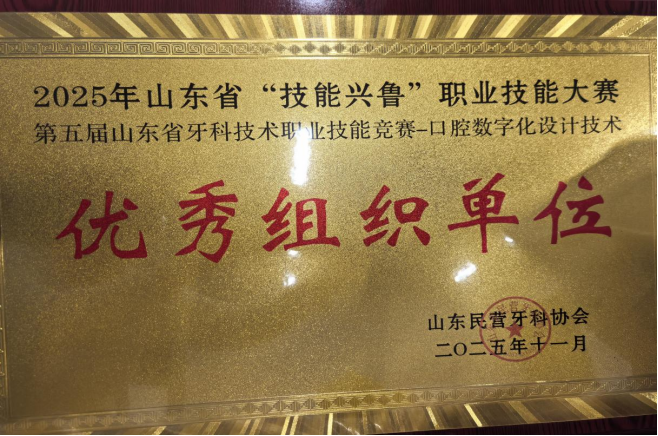 2025年山东省“技能兴鲁”职业技能大赛
第五届山东省牙科技术职业技能竞赛-口腔数字化设计技术
优秀组织单位
山东民营牙科协会
二〇二五年十一月